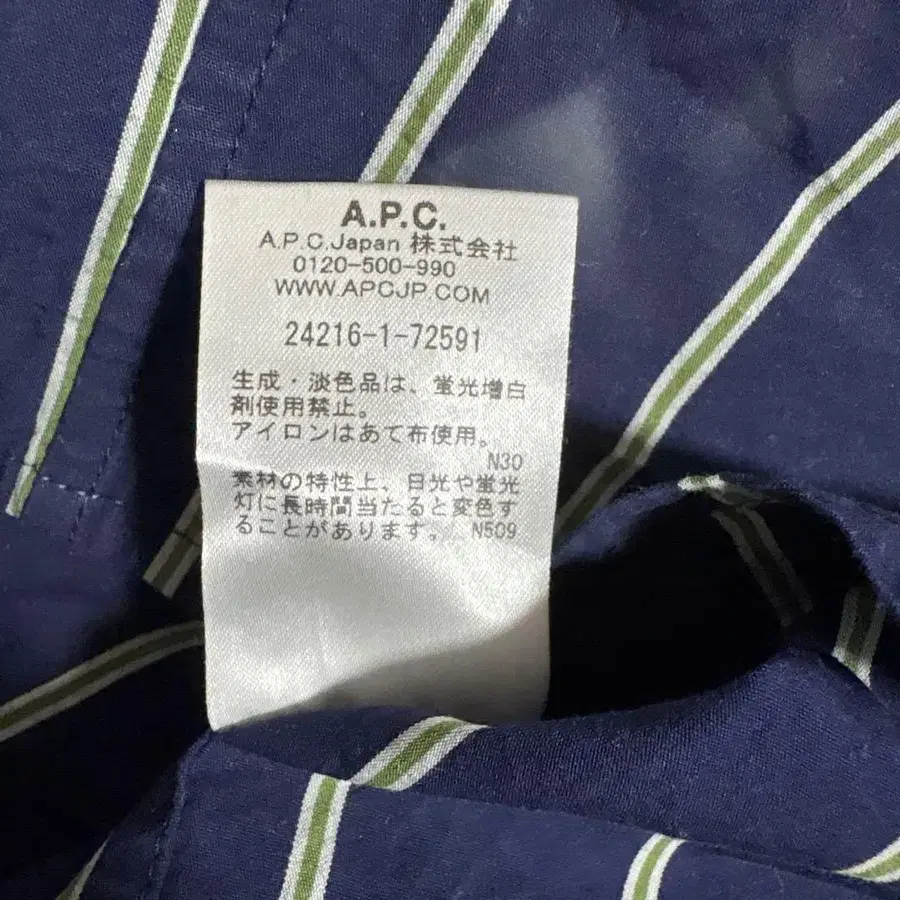 A.P.C.
A.P.C.Japan 株式会社
0120-500-990
WWW.APCJP.COM
24216-1-72591
生成・淡色品は、蛍光増白
剤使用禁止。
アイロンはあて布使用。
N30
素材の特性上、日光や蛍光
灯に長時間当たると変色す
ることがあります。 N509